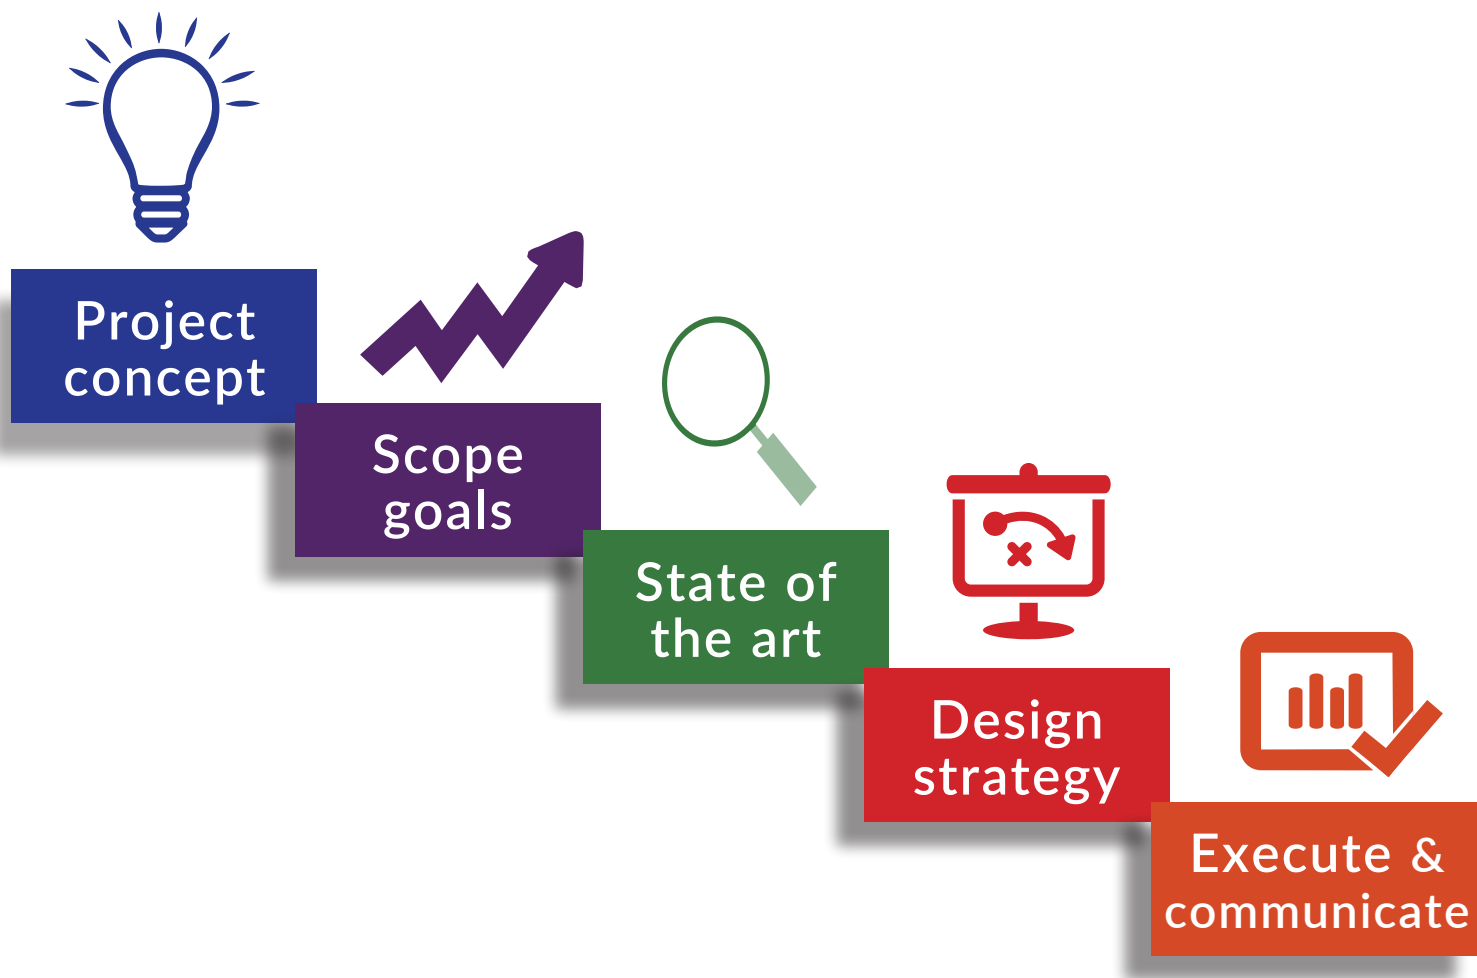 Project
concept
Scope
goals
State of
the art
Design
strategy
Execute &
communicate